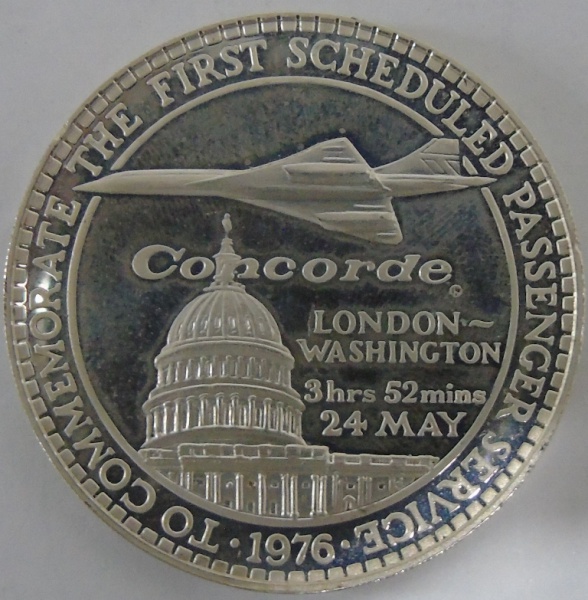 TO COMMEMORATE THE FIRST SCHEDULED PASSENGER SERVICE
· 1976 ·
Concorde
LONDON~
WASHINGTON
3 hrs 52 mins
24 MAY